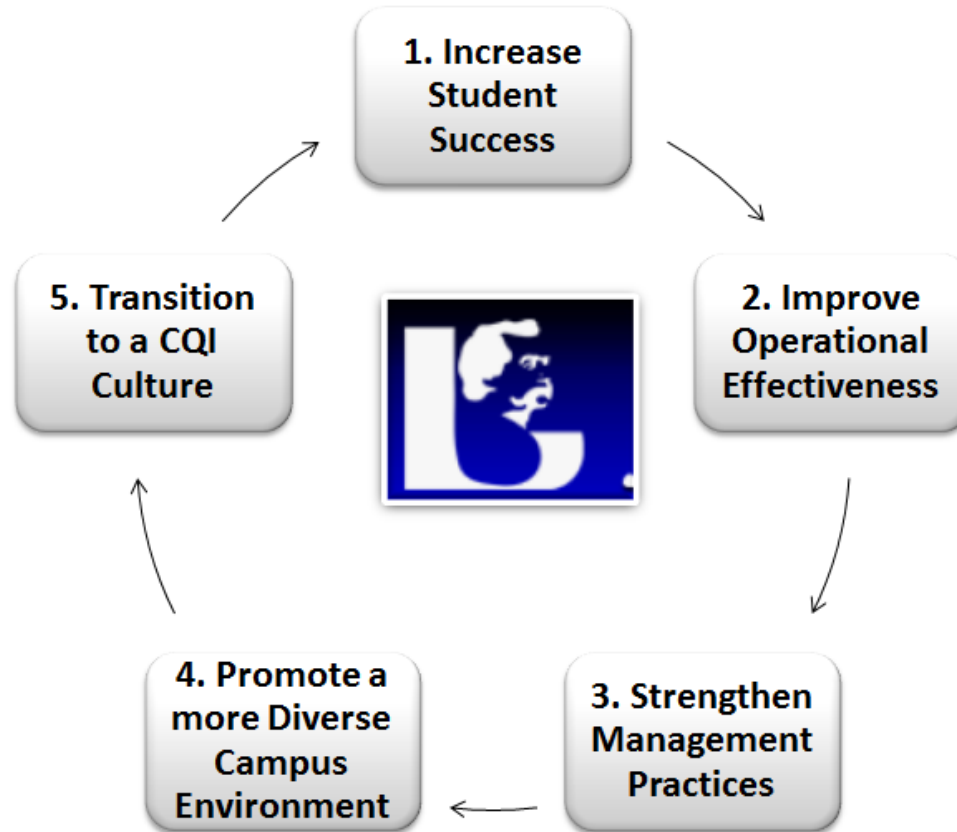 1. Increase
Student
Success
2. Improve
Operational
Effectiveness
3. Strengthen
Management
Practices
4. Promote a
more Diverse
Campus
Environment
5. Transition
to a CQI
Culture
L.